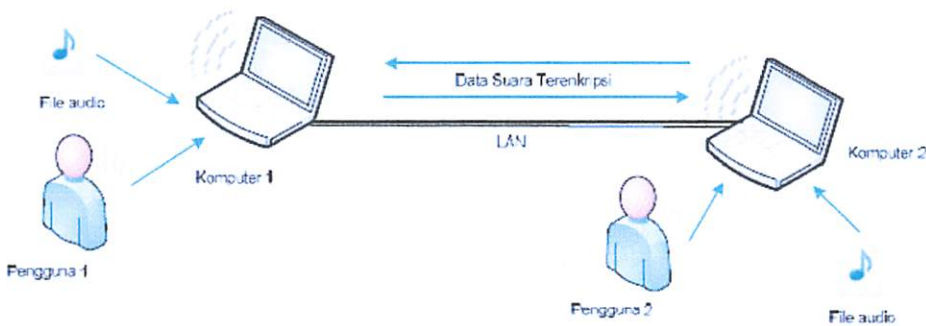 File audio
Data Suara Terenkripsi
LAN
Komputer 1
Komputer 2
Pengguna 1
Pengguna 2
File audio